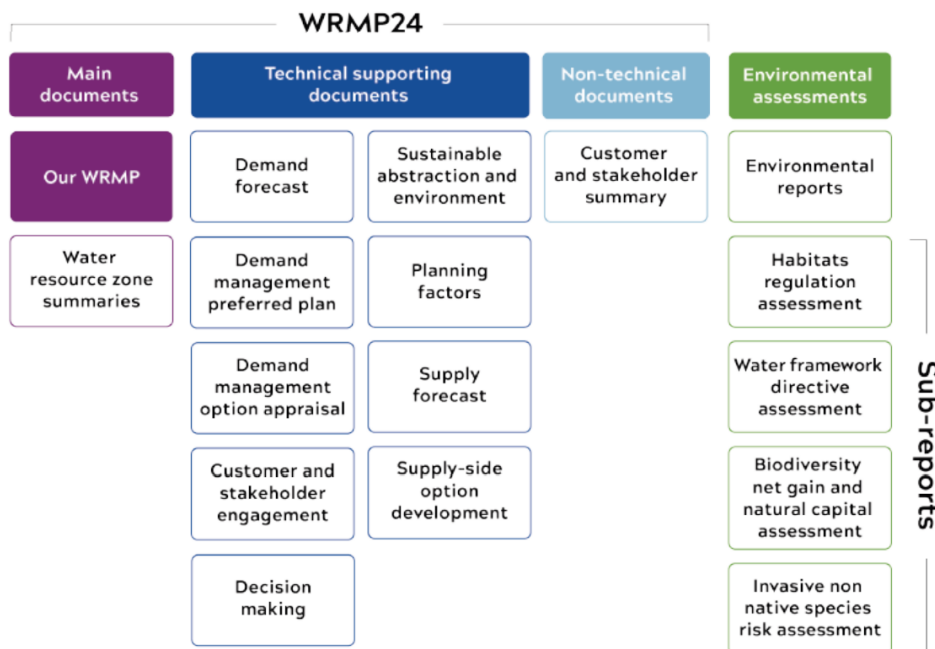 WRMP24
Main
documents
Technical supporting
documents
Non-technical
documents
Environmental
assessments
Our WRMP
Demand
forecast
Sustainable
abstraction and
environment
Customer
and stakeholder
summary
Environmental
reports
Water
resource zone
summaries
Demand
management
preferred plan
Planning
factors
Habitats
regulation
assessment
Demand
management
option appraisal
Supply
forecast
Water framework
directive
assessment
Customer and
stakeholder
engagement
Supply-side
option
development
Biodiversity
net gain and
natural capital
assessment
Decision
making
Invasive non
native species
risk assessment
Sub-reports